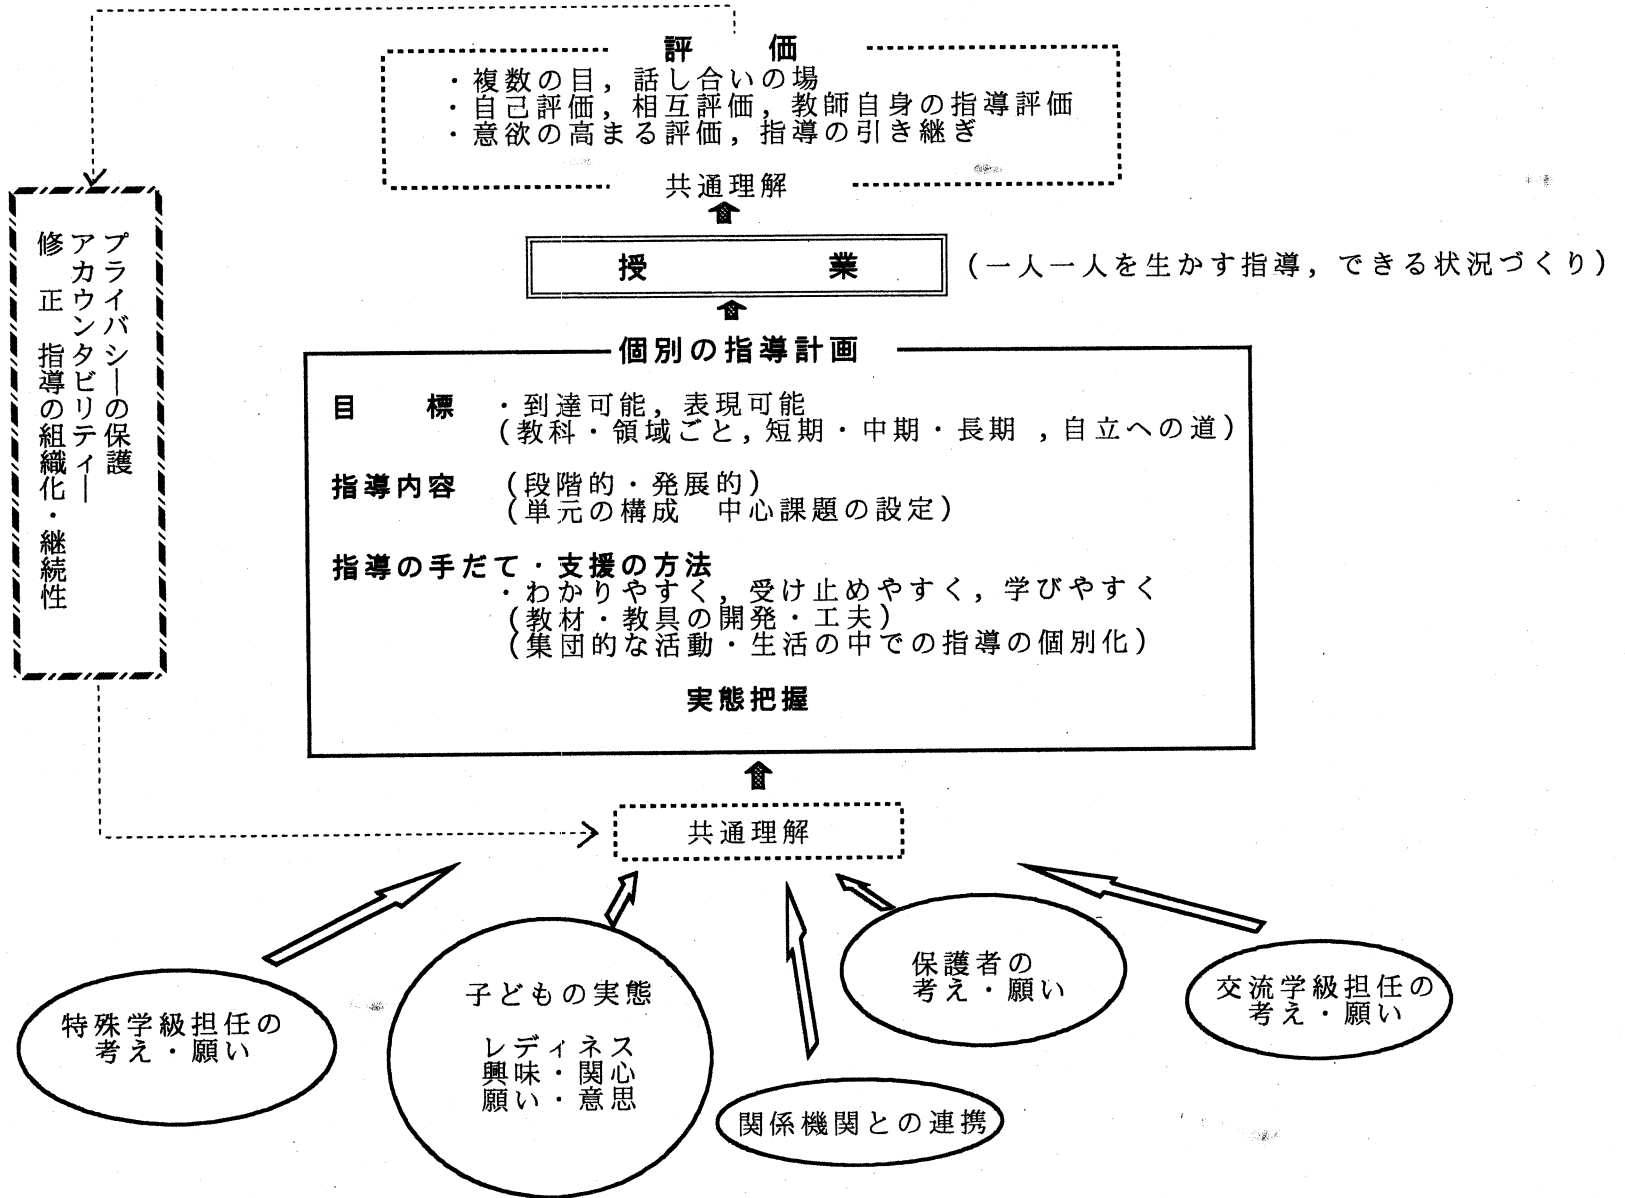 評　価
・複数の目，話し合いの場
・自己評価，相互評価，教師自身の指導評価
・意欲の高まる評価，指導の引き継ぎ
共通理解
授　業
（一人一人を生かす指導，できる状況づくり）
プライバシーの保護
アカウンタビリティー
修　正　指導の組織化・継続性
個別の指導計画
目　標　・到達可能，表現可能
（教科・領域ごと，短期・中期・長期，自立への道）
指導内容　（段階的・発展的）
（単元の構成　中心課題の設定）
指導の手だて・支援の方法
・わかりやすく，受け止めやすく，学びやすく
（教材・教具の開発・工夫）
（集団的な活動・生活の中での指導の個別化）
実態把握
共通理解
特殊学級担任の
考え・願い
子どもの実態
レディネス
興味・関心
願い・意思
関係機関との連携
保護者の
考え・願い
交流学級担任の
考え・願い